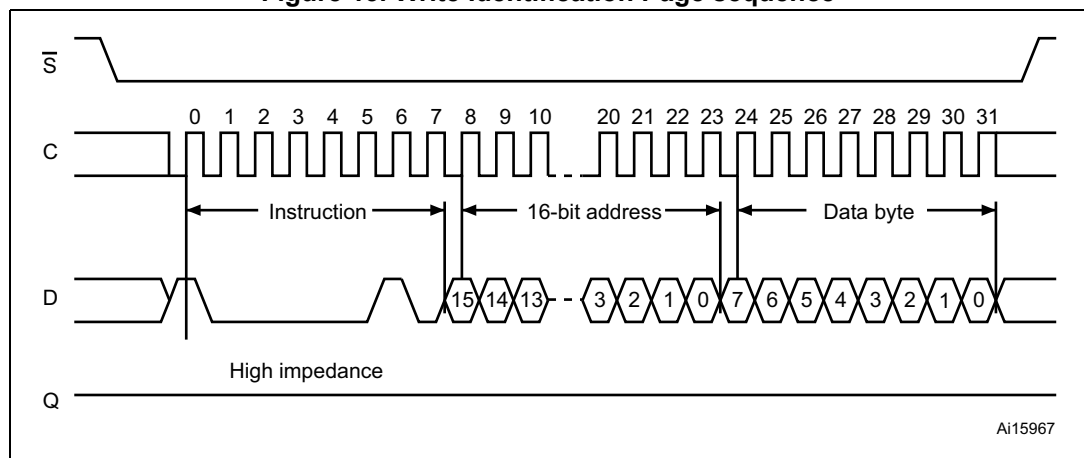 S
0 1 2 3 4 5 6 7 8 9 10 20 21 22 23 24 25 26 27 28 29 30 31
C
Instruction 16-bit address Data byte
D 15 14 13 3 2 1 0 7 6 5 4 3 2 1 0
High impedance
Q
Ai15967